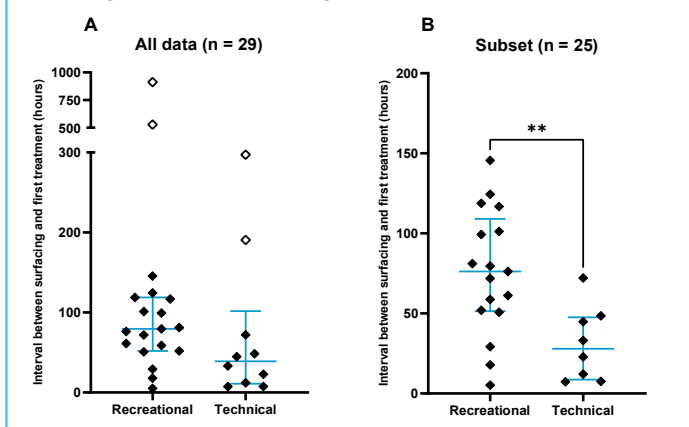 A
All data (n = 29)
Interval between surfacing and first treatment (hours)
1000
750
500
300
200
100
0
Recreational
Technical
B
Subset (n = 25)
Interval between surfacing and first treatment (hours)
200
150
100
50
0
**
Recreational
Technical